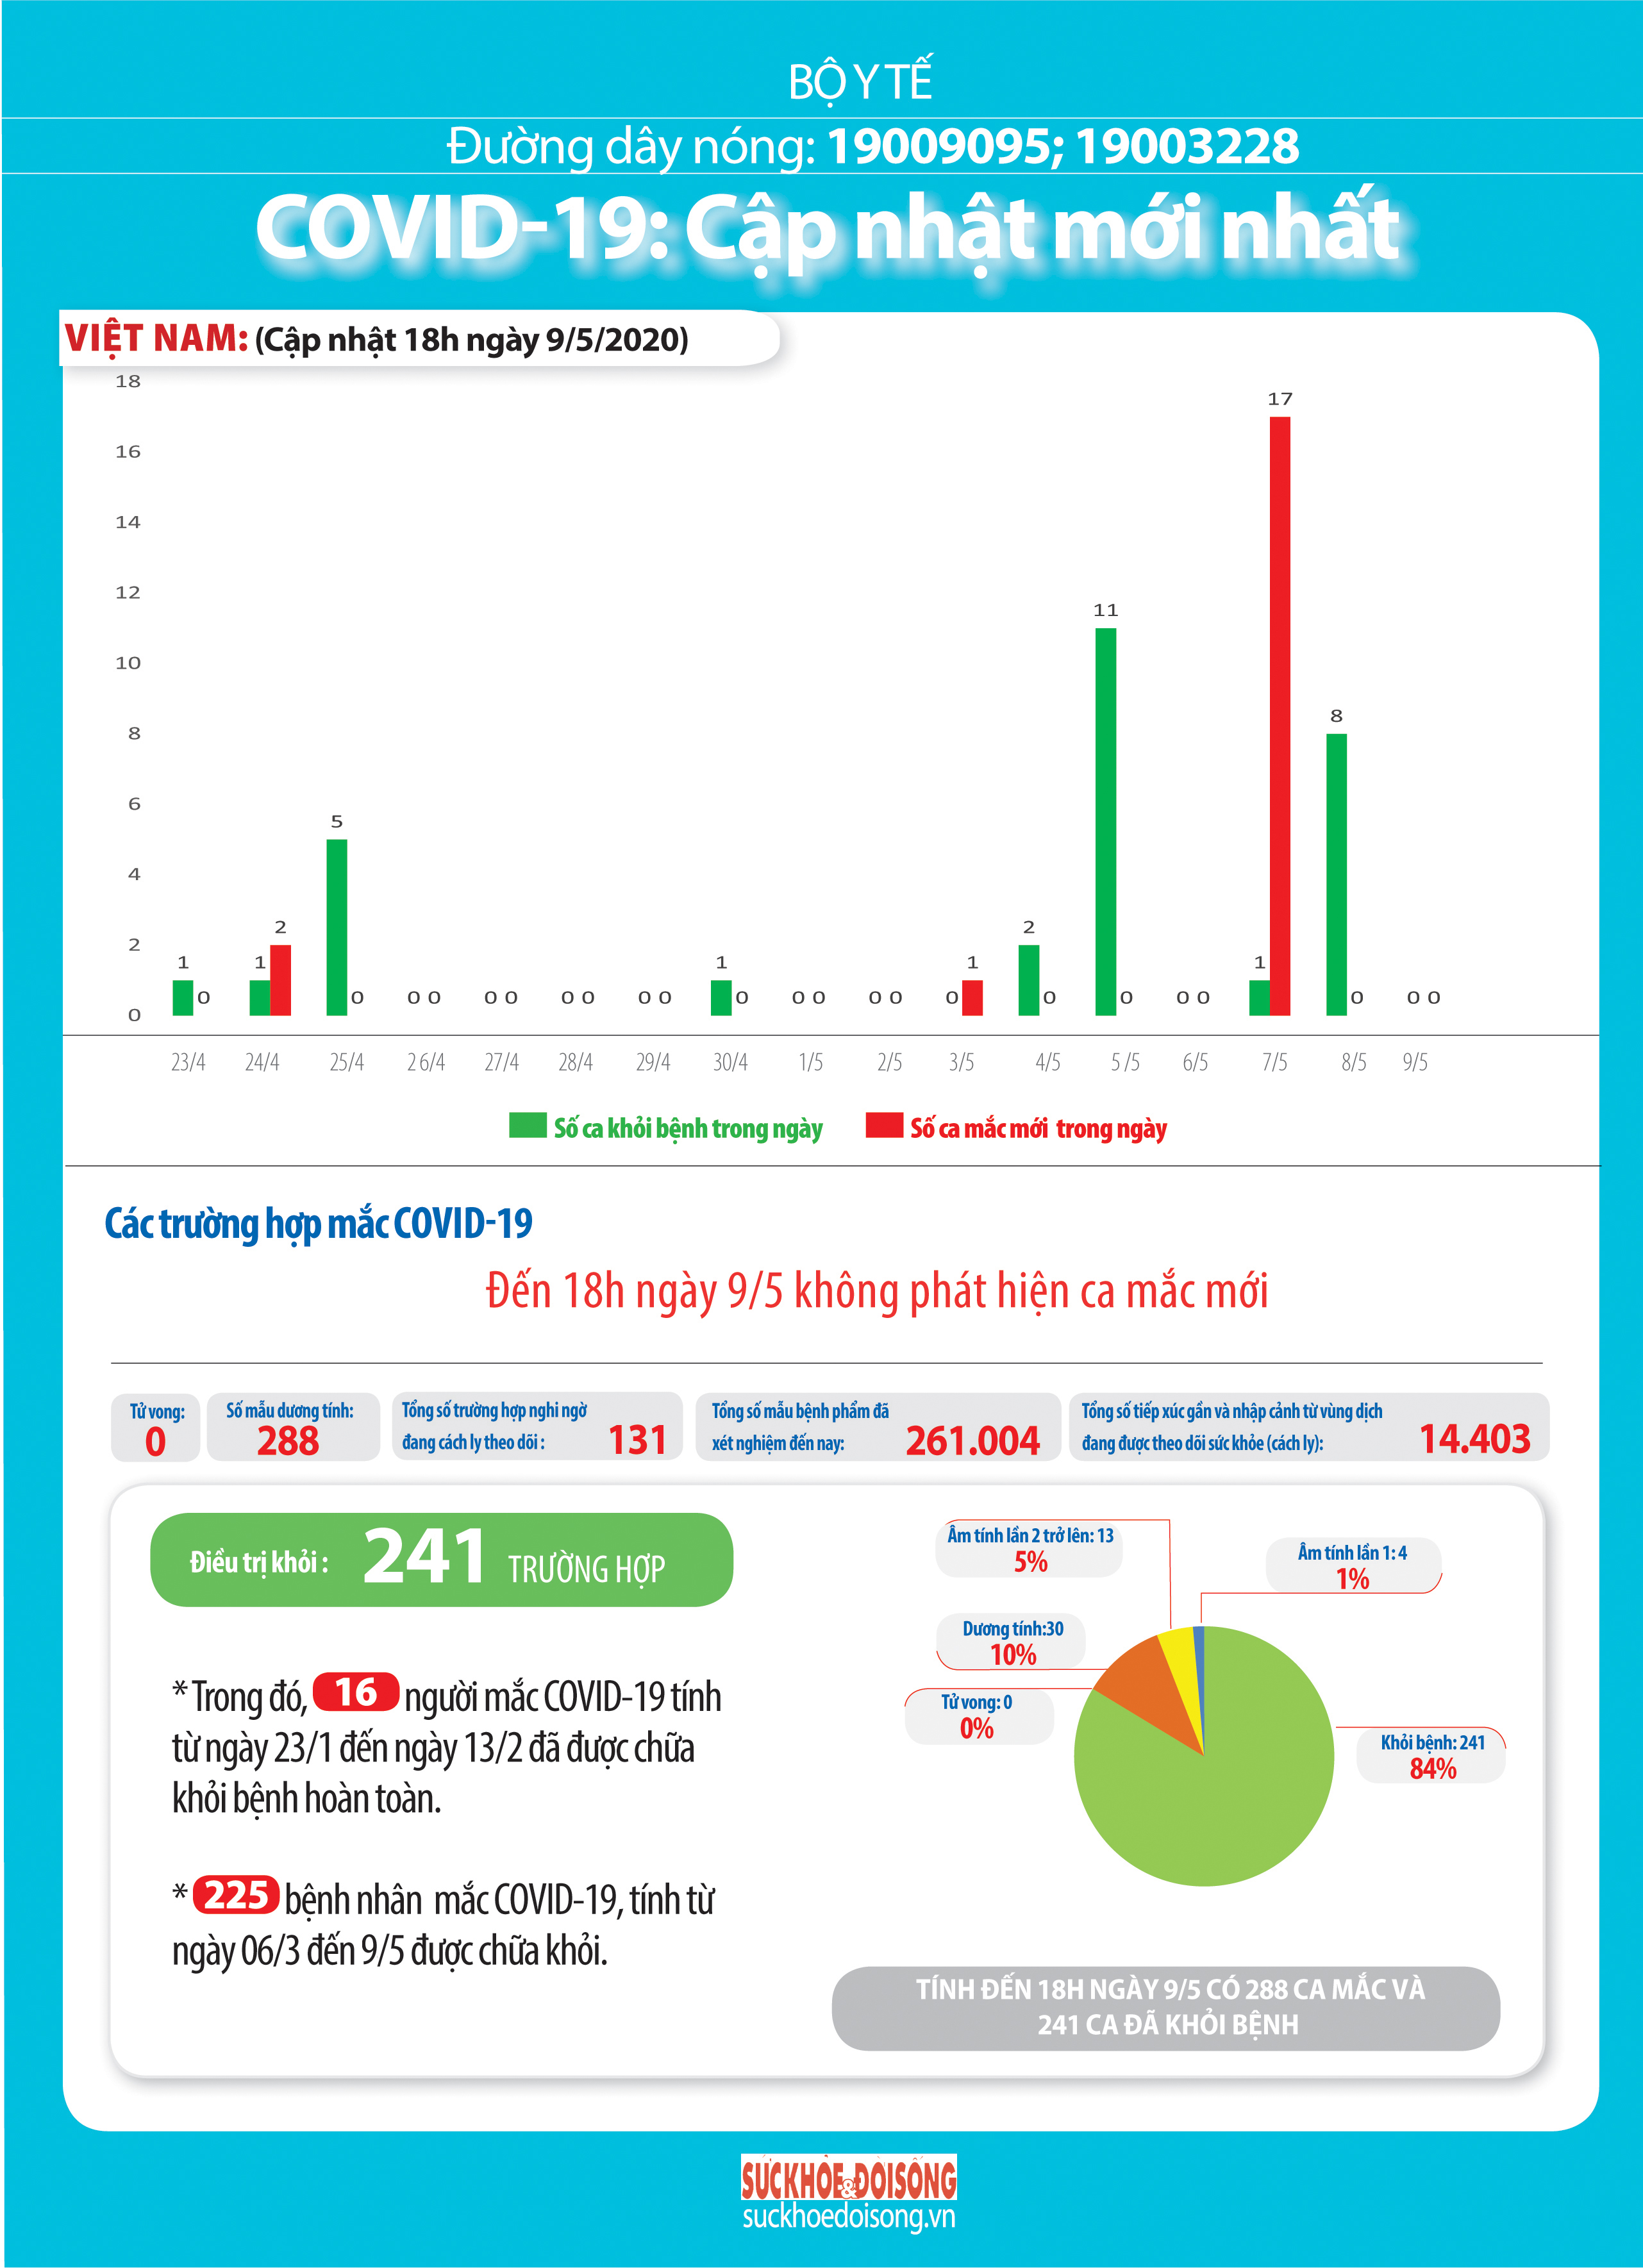 BỘ Y TẾ
Đường dây nóng: 19009095; 19003228
COVID-19: Cập nhật mới nhất
VIỆT NAM: (Cập nhật 18h ngày 9/5/2020)
18
16
14
12
10
8
6
4
2
0
1 0
1 2
5 0
0 0
0 0
0 0
0 0
1 0
0 0
0 0
0 1
2 0
11 0
0 0
1 17
8 0
0 0
23/4 24/4 25/4 2 6/4 27/4 28/4 29/4 30/4 1/5 2/5 3/5 4/5 5 /5 6/5 7/5 8/5 9/5
Số ca khỏi bệnh trong ngày Số ca mắc mới trong ngày
Các trường hợp mắc COVID-19
Đến 18h ngày 9/5 không phát hiện ca mắc mới
Tử vong:
0
Số mẫu dương tính:
288
Tổng số trường hợp nghi ngờ
đang cách ly theo dõi : 131
Tổng số mẫu bệnh phẩm đã
xét nghiệm đến nay: 261.004
Tổng số tiếp xúc gần và nhập cảnh từ vùng dịch
đang được theo dõi sức khỏe (cách ly): 14.403
Điều trị khỏi : 241 TRƯỜNG HỢP
* Trong đó, 16 người mắc COVID-19 tính
từ ngày 23/1 đến ngày 13/2 đã được chữa
khỏi bệnh hoàn toàn.
* 225 bệnh nhân mắc COVID-19, tính từ
ngày 06/3 đến 9/5 được chữa khỏi.
Âm tính lần 2 trở lên: 13
5%
Âm tính lần 1: 4
1%
Dương tính:30
10%
Tử vong: 0
0%
Khỏi bệnh: 241
84%
TÍNH ĐẾN 18H NGÀY 9/5 CÓ 288 CA MẮC VÀ
241 CA ĐÃ KHỎI BỆNH
SỨCKHỎE&ĐỜISỐNG
suckhoedoisong.vn